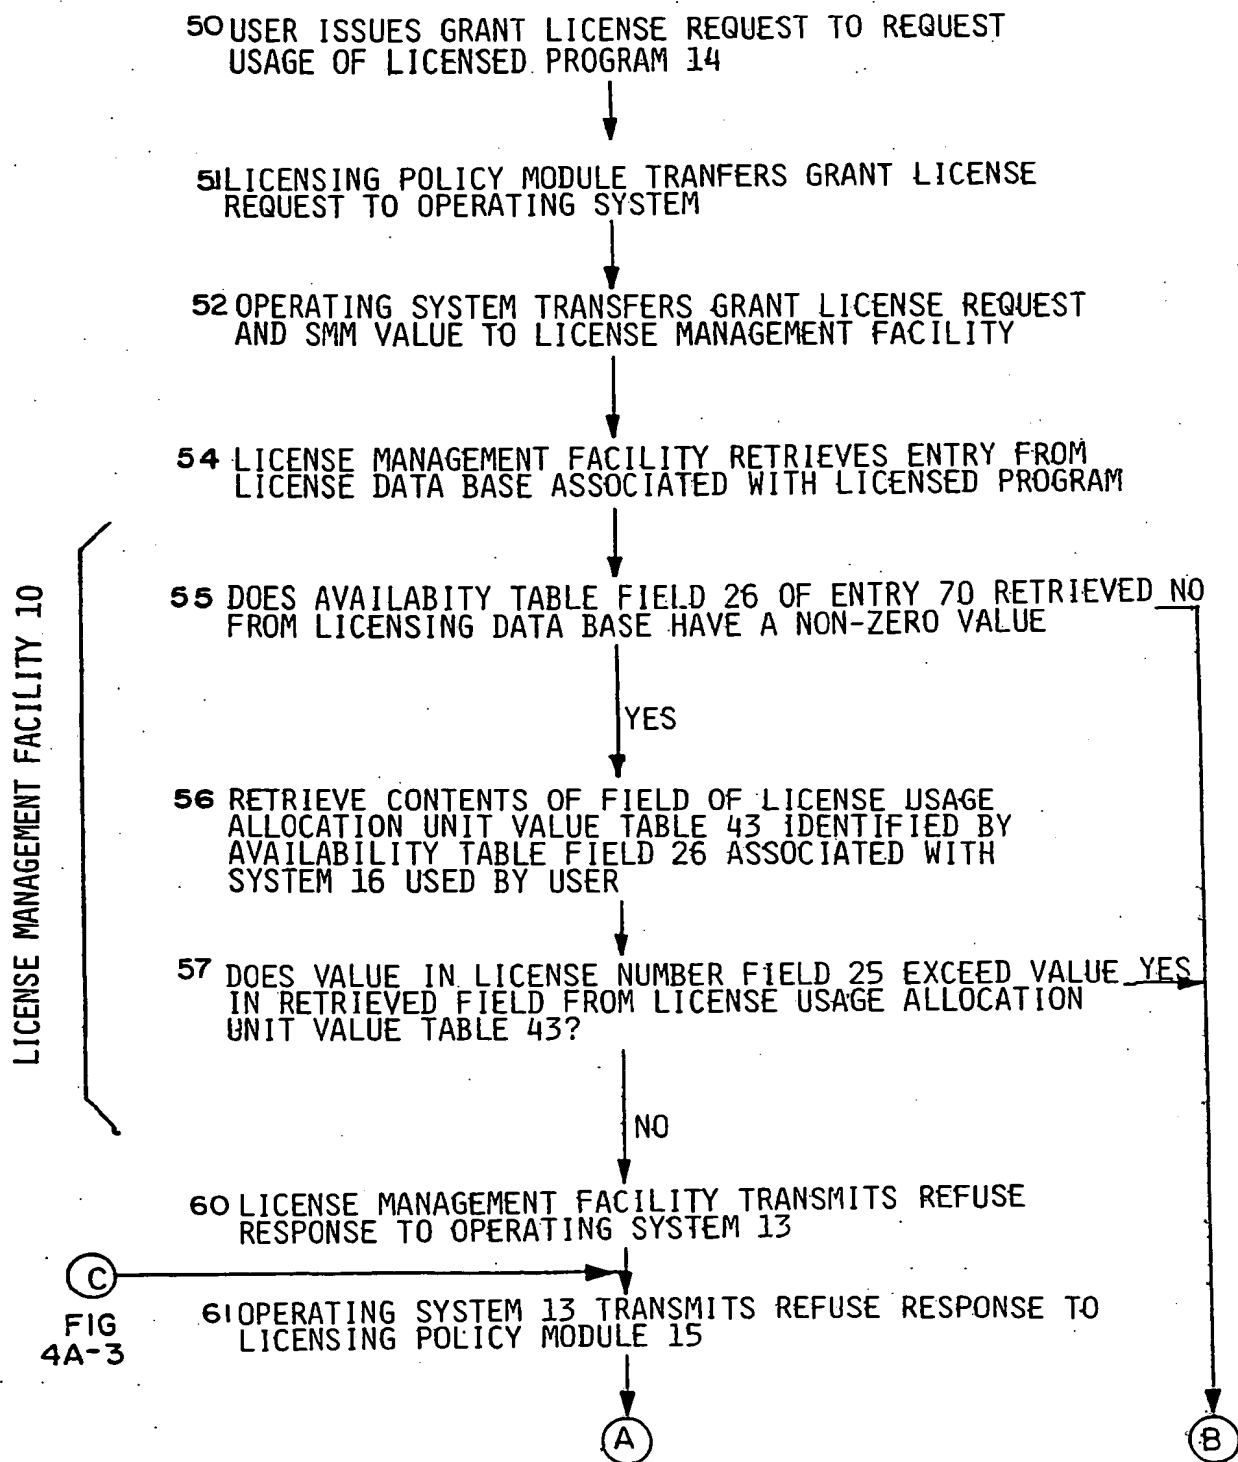 50 USER ISSUES GRANT LICENSE REQUEST TO REQUEST
USAGE OF LICENSED PROGRAM 14
51 LICENSING POLICY MODULE TRANFERS GRANT LICENSE
REQUEST TO OPERATING SYSTEM
52 OPERATING SYSTEM TRANSFERS GRANT LICENSE REQUEST
AND SMM VALUE TO LICENSE MANAGEMENT FACILITY
54 LICENSE MANAGEMENT FACILITY RETRIEVES ENTRY FROM
LICENSE DATA BASE ASSOCIATED WITH LICENSED PROGRAM
LICENSE MANAGEMENT FACILITY 10
55 DOES AVAILABITY TABLE FIELD 26 OF ENTRY 70 RETRIEVED NO
FROM LICENSING DATA BASE HAVE A NON-ZERO VALUE
YES
56 RETRIEVE CONTENTS OF FIELD OF LICENSE USAGE
ALLOCATION UNIT VALUE TABLE 43 IDENTIFIED BY
AVAILABILITY TABLE FIELD 26 ASSOCIATED WITH
SYSTEM 16 USED BY USER
57 DOES VALUE IN LICENSE NUMBER FIELD 25 EXCEED VALUE YES
IN RETRIEVED FIELD FROM LICENSE USAGE ALLOCATION
UNIT VALUE TABLE 43?
NO
60 LICENSE MANAGEMENT FACILITY TRANSMITS REFUSE
RESPONSE TO OPERATING SYSTEM 13
C
FIG
4A-3
61 OPERATING SYSTEM 13 TRANSMITS REFUSE RESPONSE TO
LICENSING POLICY MODULE 15
A
B